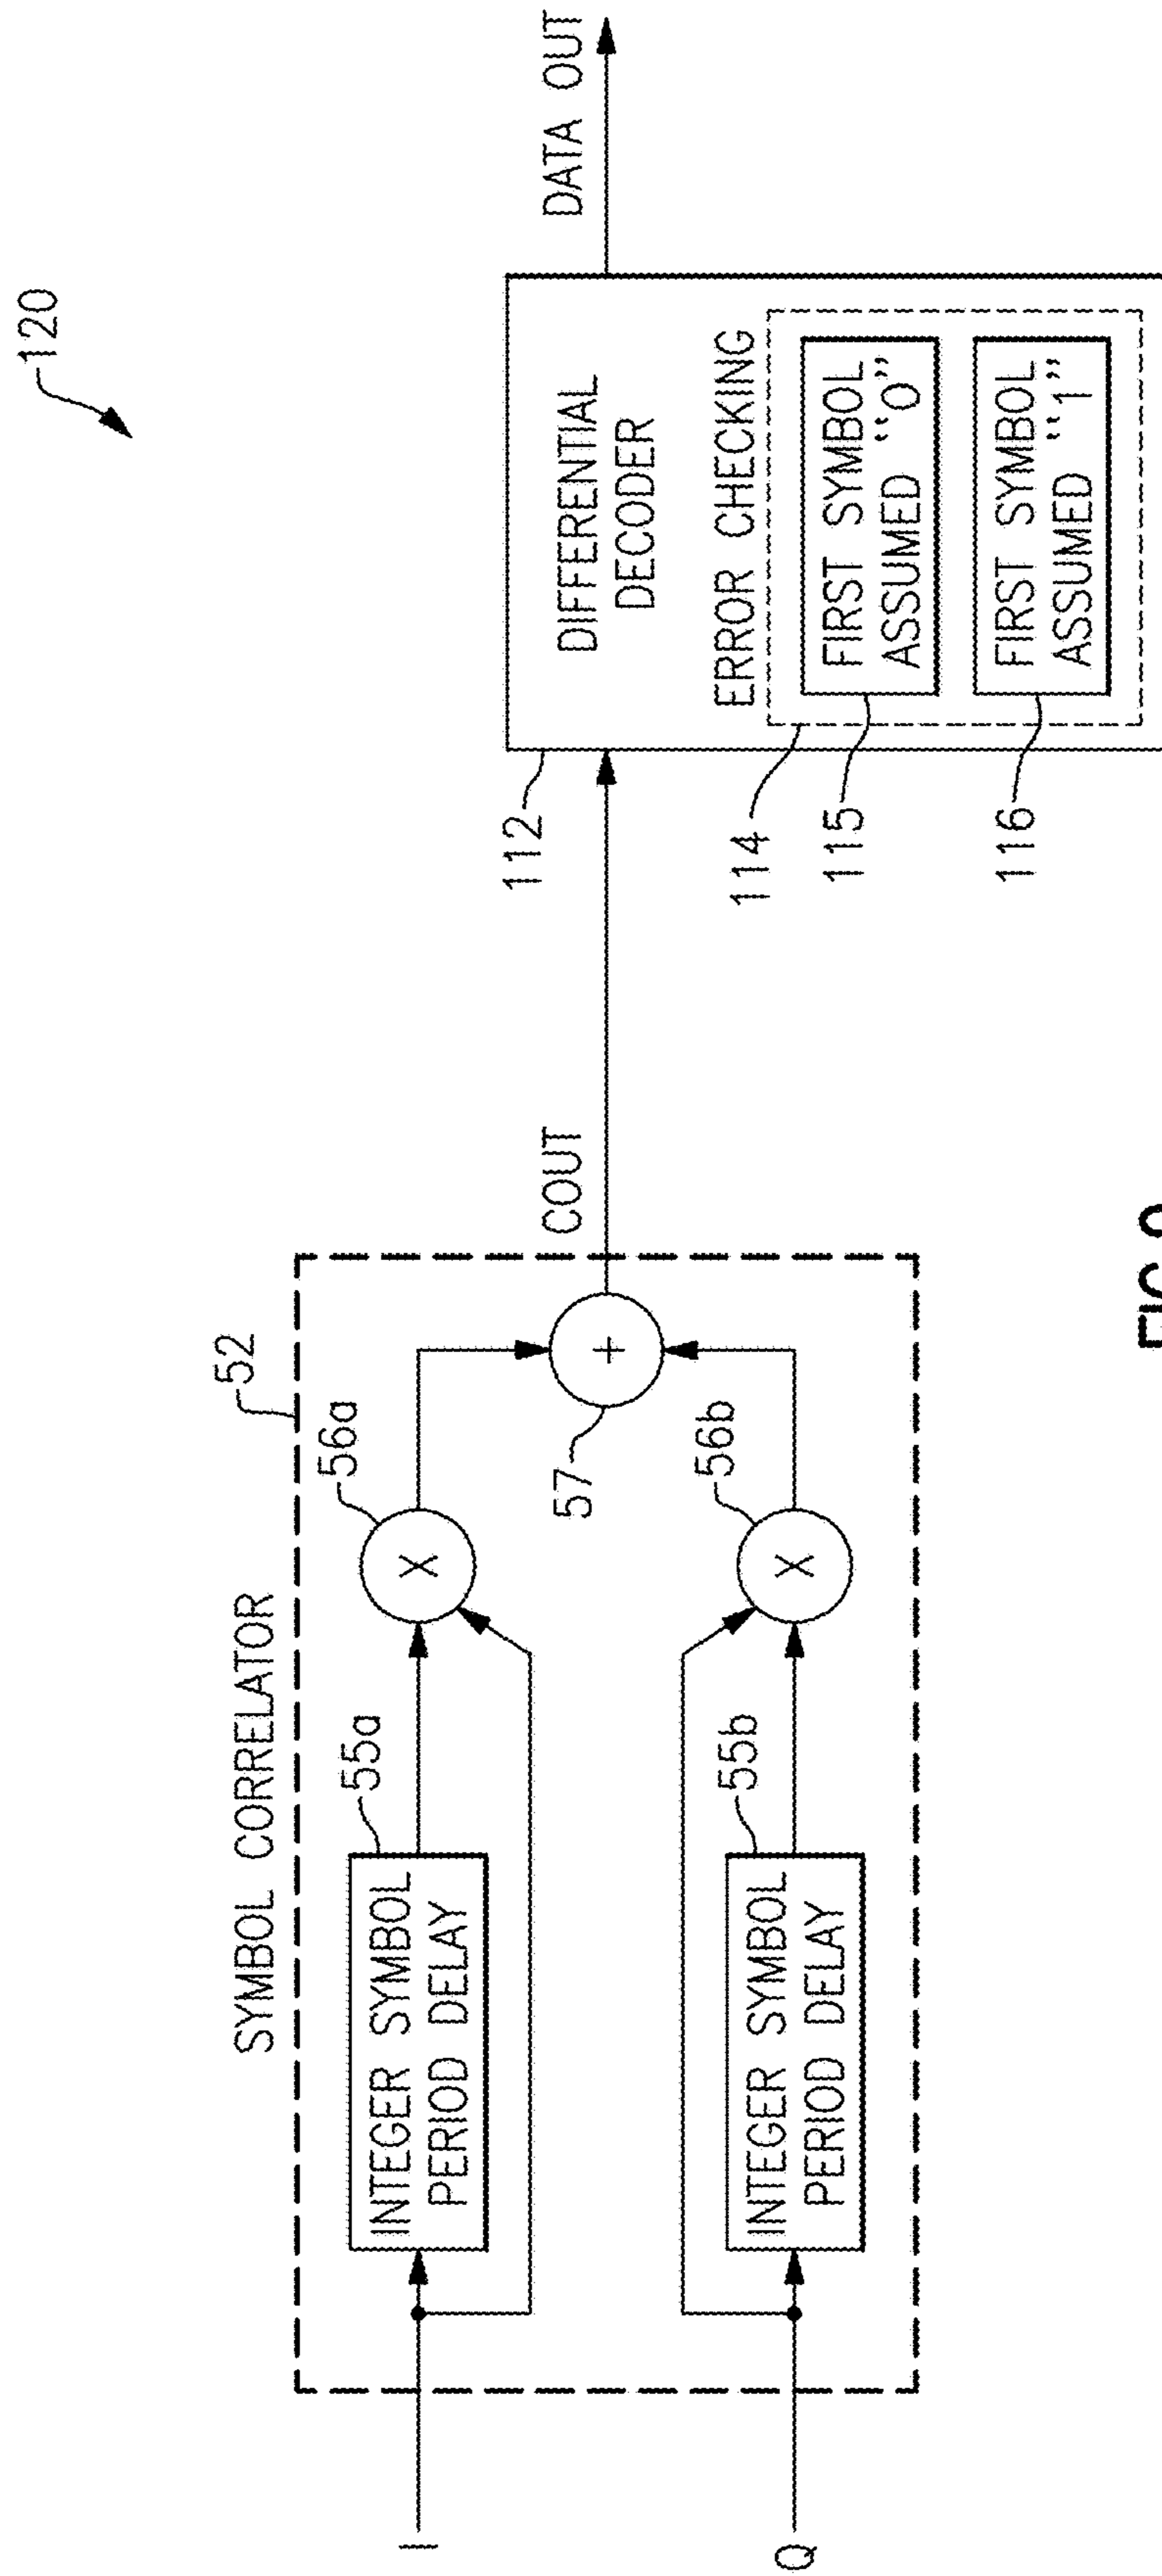 120
SYMBOL CORRELATOR
52
I
INTEGER SYMBOL
PERIOD DELAY
55a
X
56a
+
57
COUT
Q
INTEGER SYMBOL
PERIOD DELAY
55b
X
56b
112
DIFFERENTIAL
DECODER
DATA OUT
ERROR CHECKING
114
FIRST SYMBOL
ASSUMED “0”
115
FIRST SYMBOL
ASSUMED “1”
116